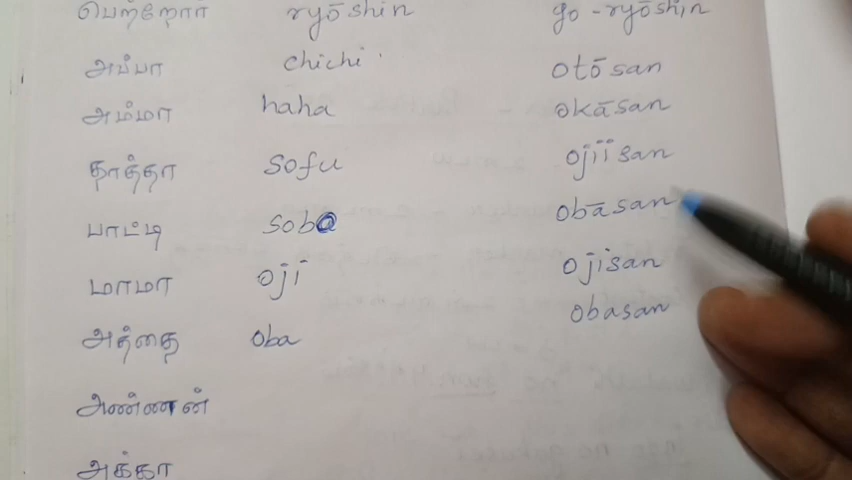 பெற்றோர் ryōshin go-ryōshin
அப்பா chichi otōsan
அம்மா haha okāsan
தாத்தா sofu ojiisan
பாட்டி soba obāsan
மாமா oji ojisan
அத்தை oba obasan
அண்ணன்
அக்கா